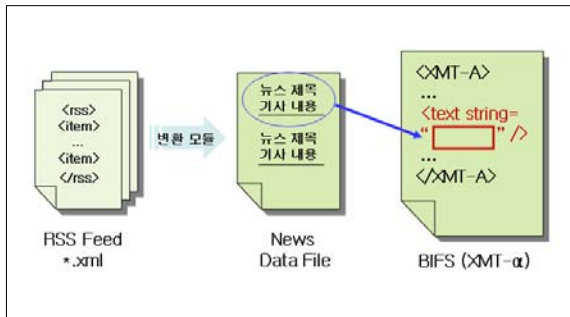 <rss>
<item>
...
<item>
</rss>
RSS Feed
*.xml
변환 모듈
뉴스 제목
기사 내용
뉴스 제목
기사 내용
News
Data File
<XMT-A>
...
<text string=
“ ” />
...
</XMT-A>
BIFS (XMT-α)